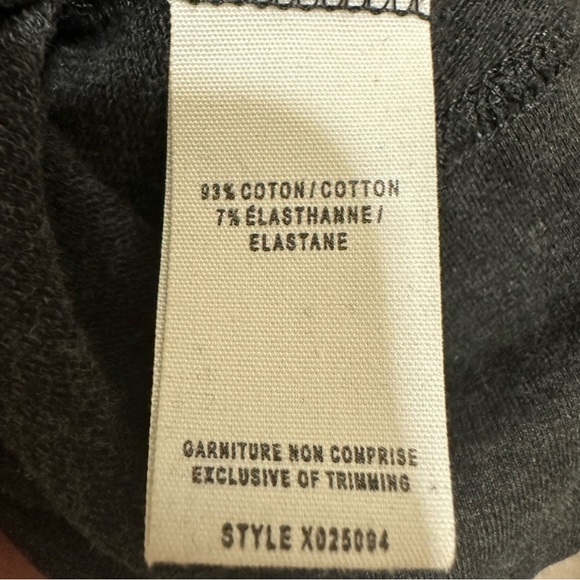 93% COTON/COTTON
7% ÉLASTHANNE/
ELASTANE
GARNITURE NON COMPRISE
EXCLUSIVE OF TRIMMING
STYLE X025094